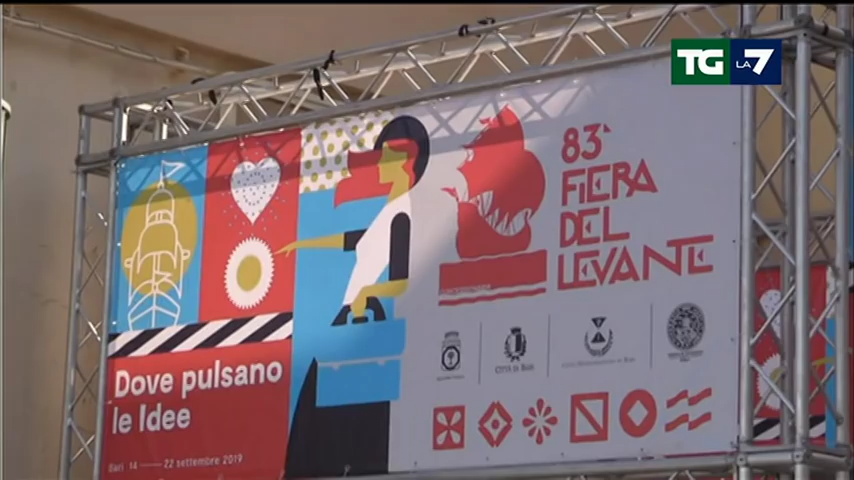 TG LA7
83ª
FIERA
DEL
LEVANTE
CITTÀ DI BARI
Dove pulsano
le Idee
Bari 14 — 22 settembre 2019